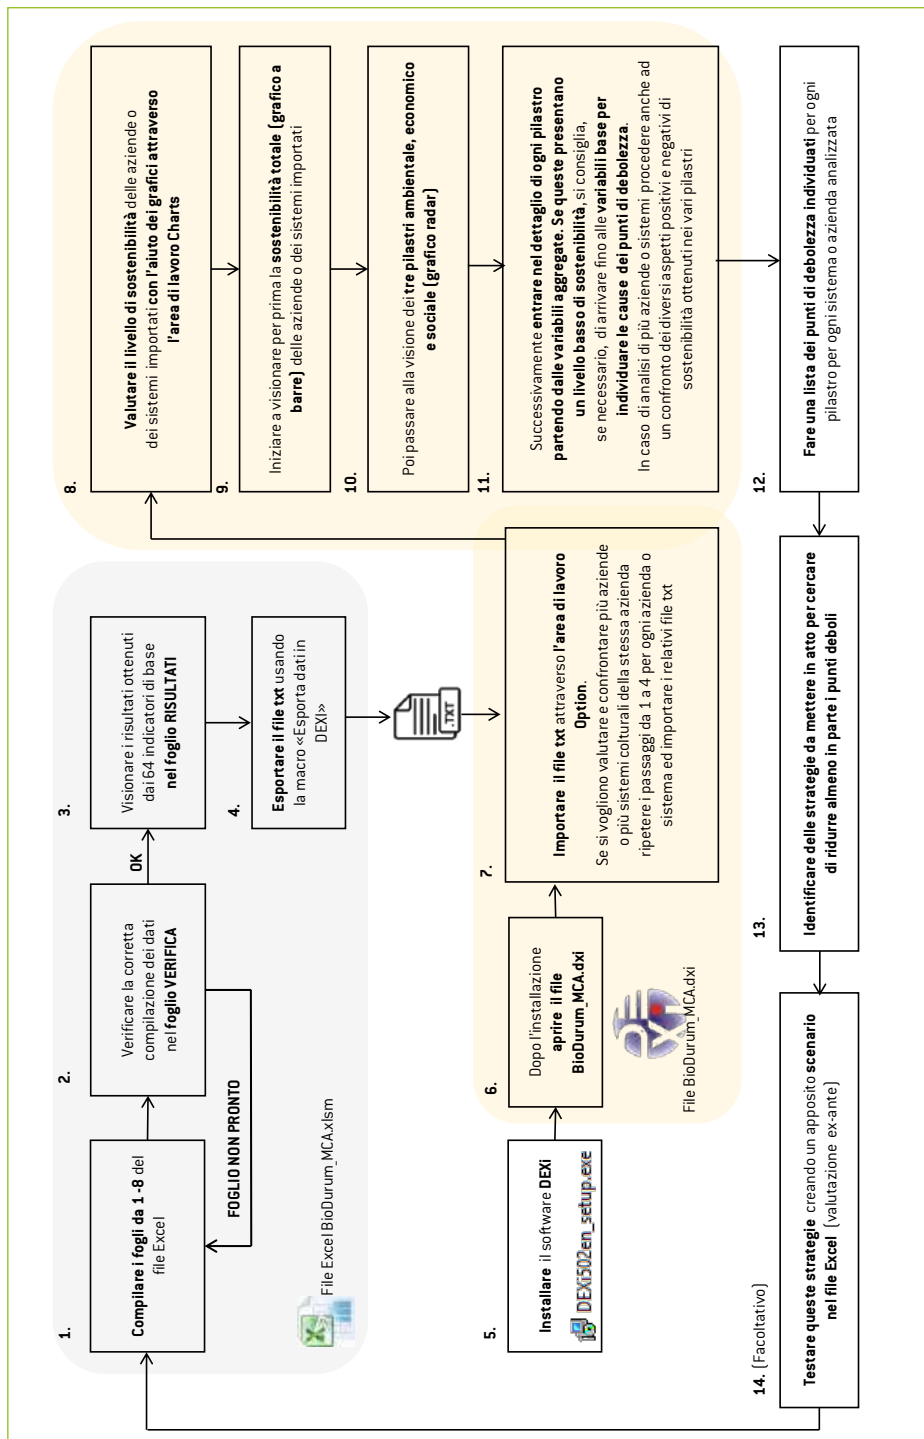 1.
Compilare i fogli da 1 -8 del
file Excel
2.
Verificare la corretta
compilazione dei dati
nel foglio VERIFICA
OK
FOGLIO NON PRONTO
3.
Visionare i risultati ottenuti
dai 64 indicatori di base
nel foglio RISULTATI
4.
Esportare il file txt usando
la macro «Esporta dati in
DEXI»
File Excel BioDurum_MCA.xlsm
.TXT
5.
Installare il software DEXi
DEXi502en_setup.exe
6.
Dopo l'installazione
aprire il file
BioDurum_MCA.dxi
DEXi
File BioDurum_MCA.dxi
7.
Importare il file txt attraverso l'area di lavoro
Option.
Se si vogliono valutare e confrontare più aziende
o più sistemi colturali della stessa azienda
ripetere i passaggi da 1 a 4 per ogni azienda o
sistema ed importare i relativi file txt
8.
Valutare il livello di sostenibilità delle aziende o
dei sistemi importati con l'aiuto dei grafici attraverso
l'area di lavoro Charts
9.
Iniziare a visionare per prima la sostenibilità totale (grafico a
barre) delle aziende o dei sistemi importati
10.
Poi passare alla visione dei tre pilastri ambientale, economico
e sociale (grafico radar)
11.
Successivamente entrare nel dettaglio di ogni pilastro
partendo dalle variabili aggregate. Se queste presentano
un livello basso di sostenibilità, si consiglia,
se necessario, di arrivare fino alle variabili base per
individuare le cause dei punti di debolezza.
In caso di analisi di più aziende o sistemi procedere anche ad
un confronto dei diversi aspetti positivi e negativi di
sostenibilità ottenuti nei vari pilastri
12.
Fare una lista dei punti di debolezza individuati per ogni
pilastro per ogni sistema o azienda analizzata
13.
Identificare delle strategie da mettere in atto per cercare
di ridurre almeno in parte i punti deboli
14. (Facoltativo)
Testare queste strategie creando un apposito scenario
nel file Excel (valutazione ex-ante)